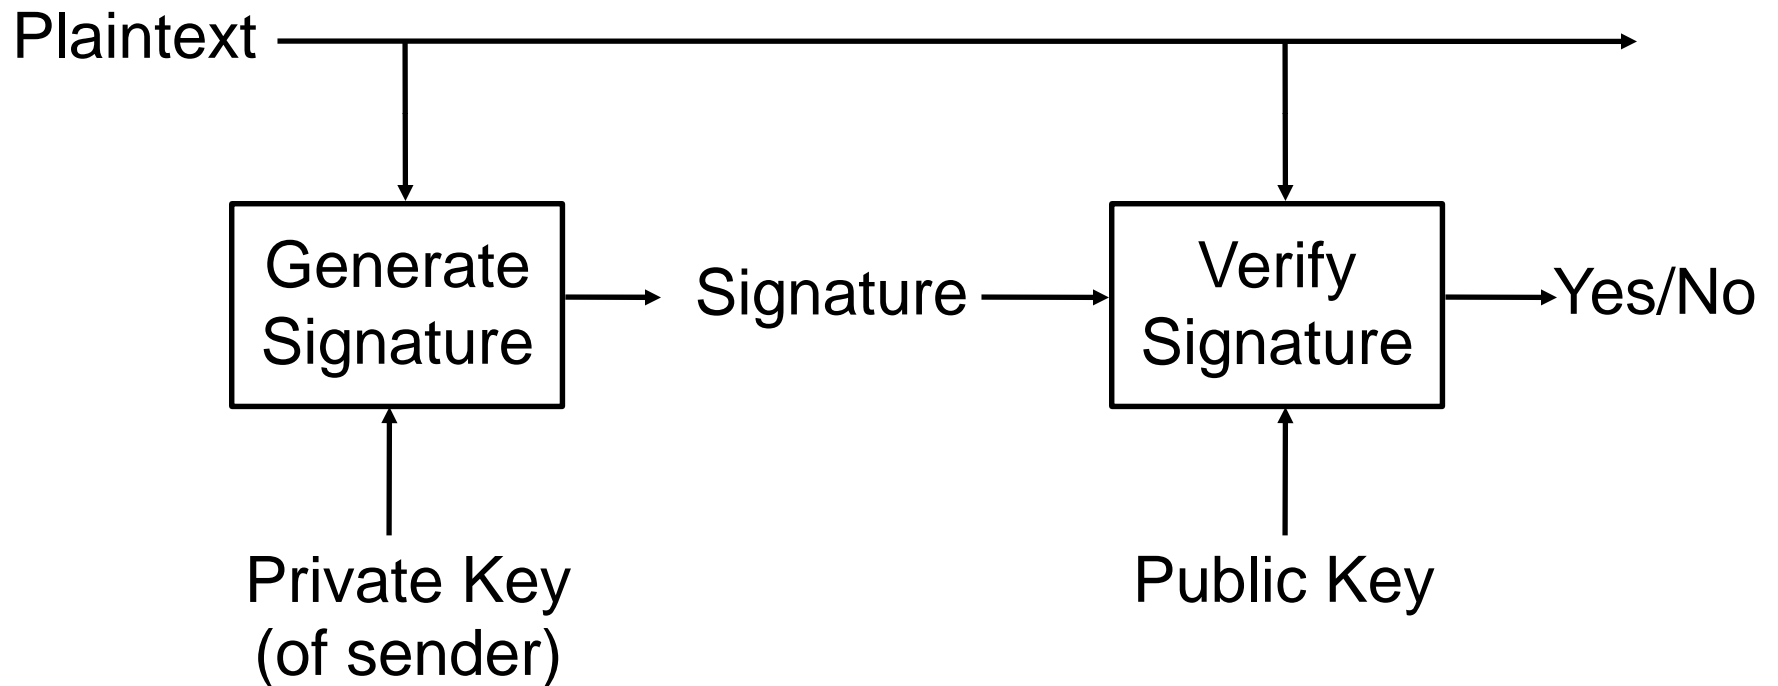 Plaintext
Generate
Signature
Signature
Verify
Signature
Yes/No
Private Key
(of sender)
Public Key